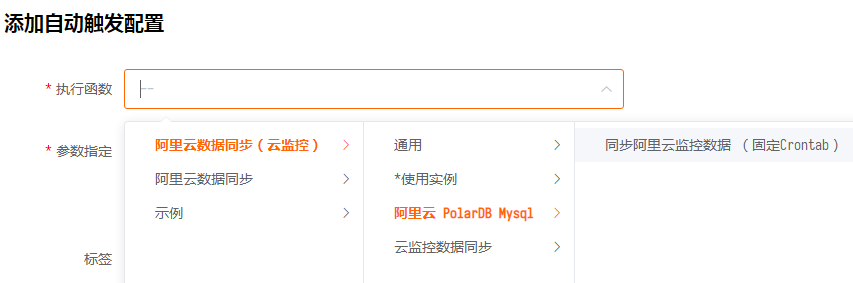 添加自动触发配置
* 执行函数
--
* 参数指定
阿里云数据同步（云监控）
阿里云数据同步
示例
通用
*使用实例
阿里云 PolarDB Mysql
云监控数据同步
同步阿里云监控数据 （固定Crontab）
标签